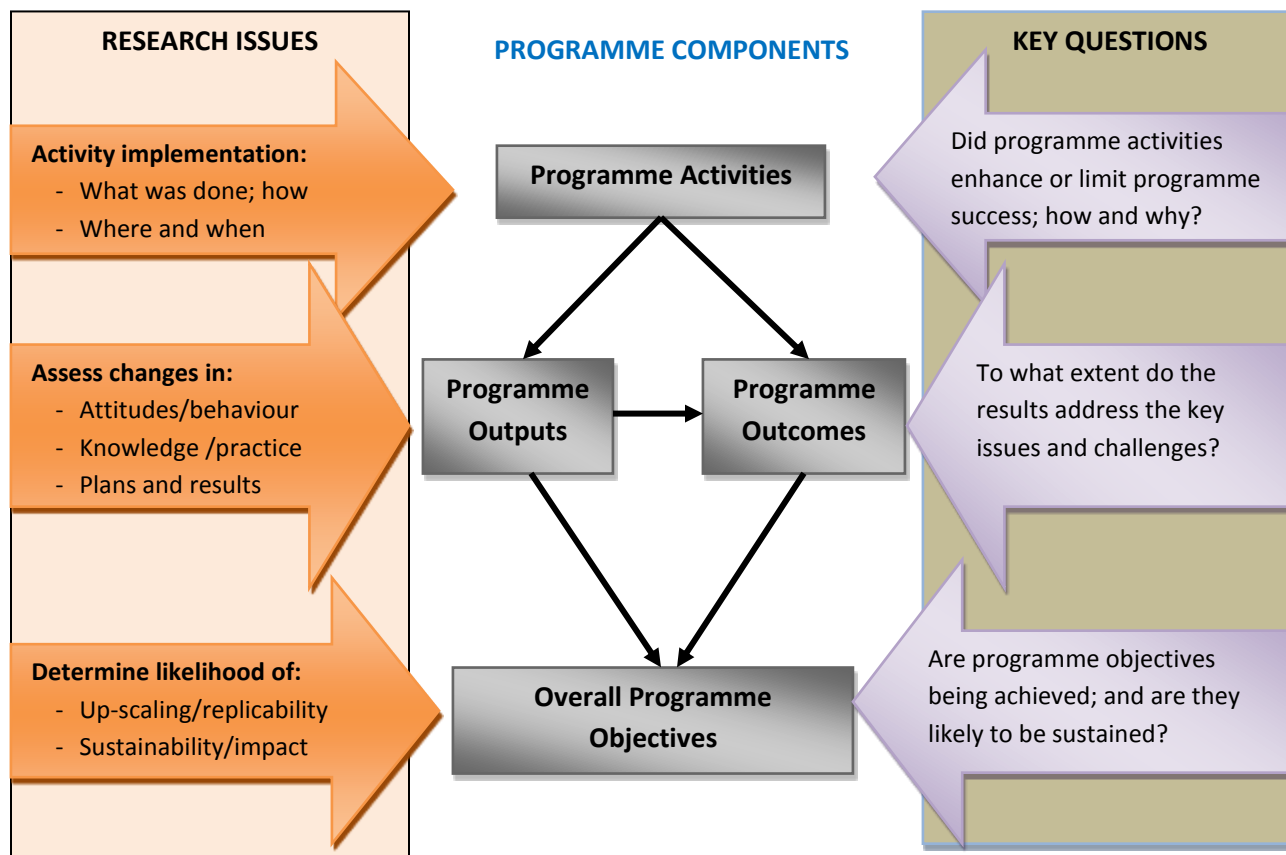 RESEARCH ISSUES
Activity implementation:
- What was done; how
- Where and when
Assess changes in:
- Attitudes/behaviour
- Knowledge /practice
- Plans and results
Determine likelihood of:
- Up-scaling/replicability
- Sustainability/impact
PROGRAMME COMPONENTS
Programme Activities
Programme
Outputs
Programme
Outcomes
Overall Programme
Objectives
KEY QUESTIONS
Did programme activities
enhance or limit programme
success; how and why?
To what extent do the
results address the key
issues and challenges?
Are programme objectives
being achieved; and are they
likely to be sustained?